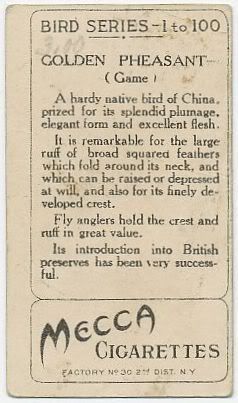 BIRD SERIES - 1 to 100
GOLDEN PHEASANT
(Game)
A hardy native bird of China,
prized for its splendid plumage,
elegant form and excellent flesh.
It is remarkable for the large
ruff of broad squared feathers
which fold around its neck, and
which can be raised or depressed
at will, and also for its finely de-
veloped crest.
Fly anglers hold the crest and
ruff in great value.
Its introduction into British
preserves has been very success-
ful.
MECCA
CIGARETTES
FACTORY No 30 2nd DIST. N.Y